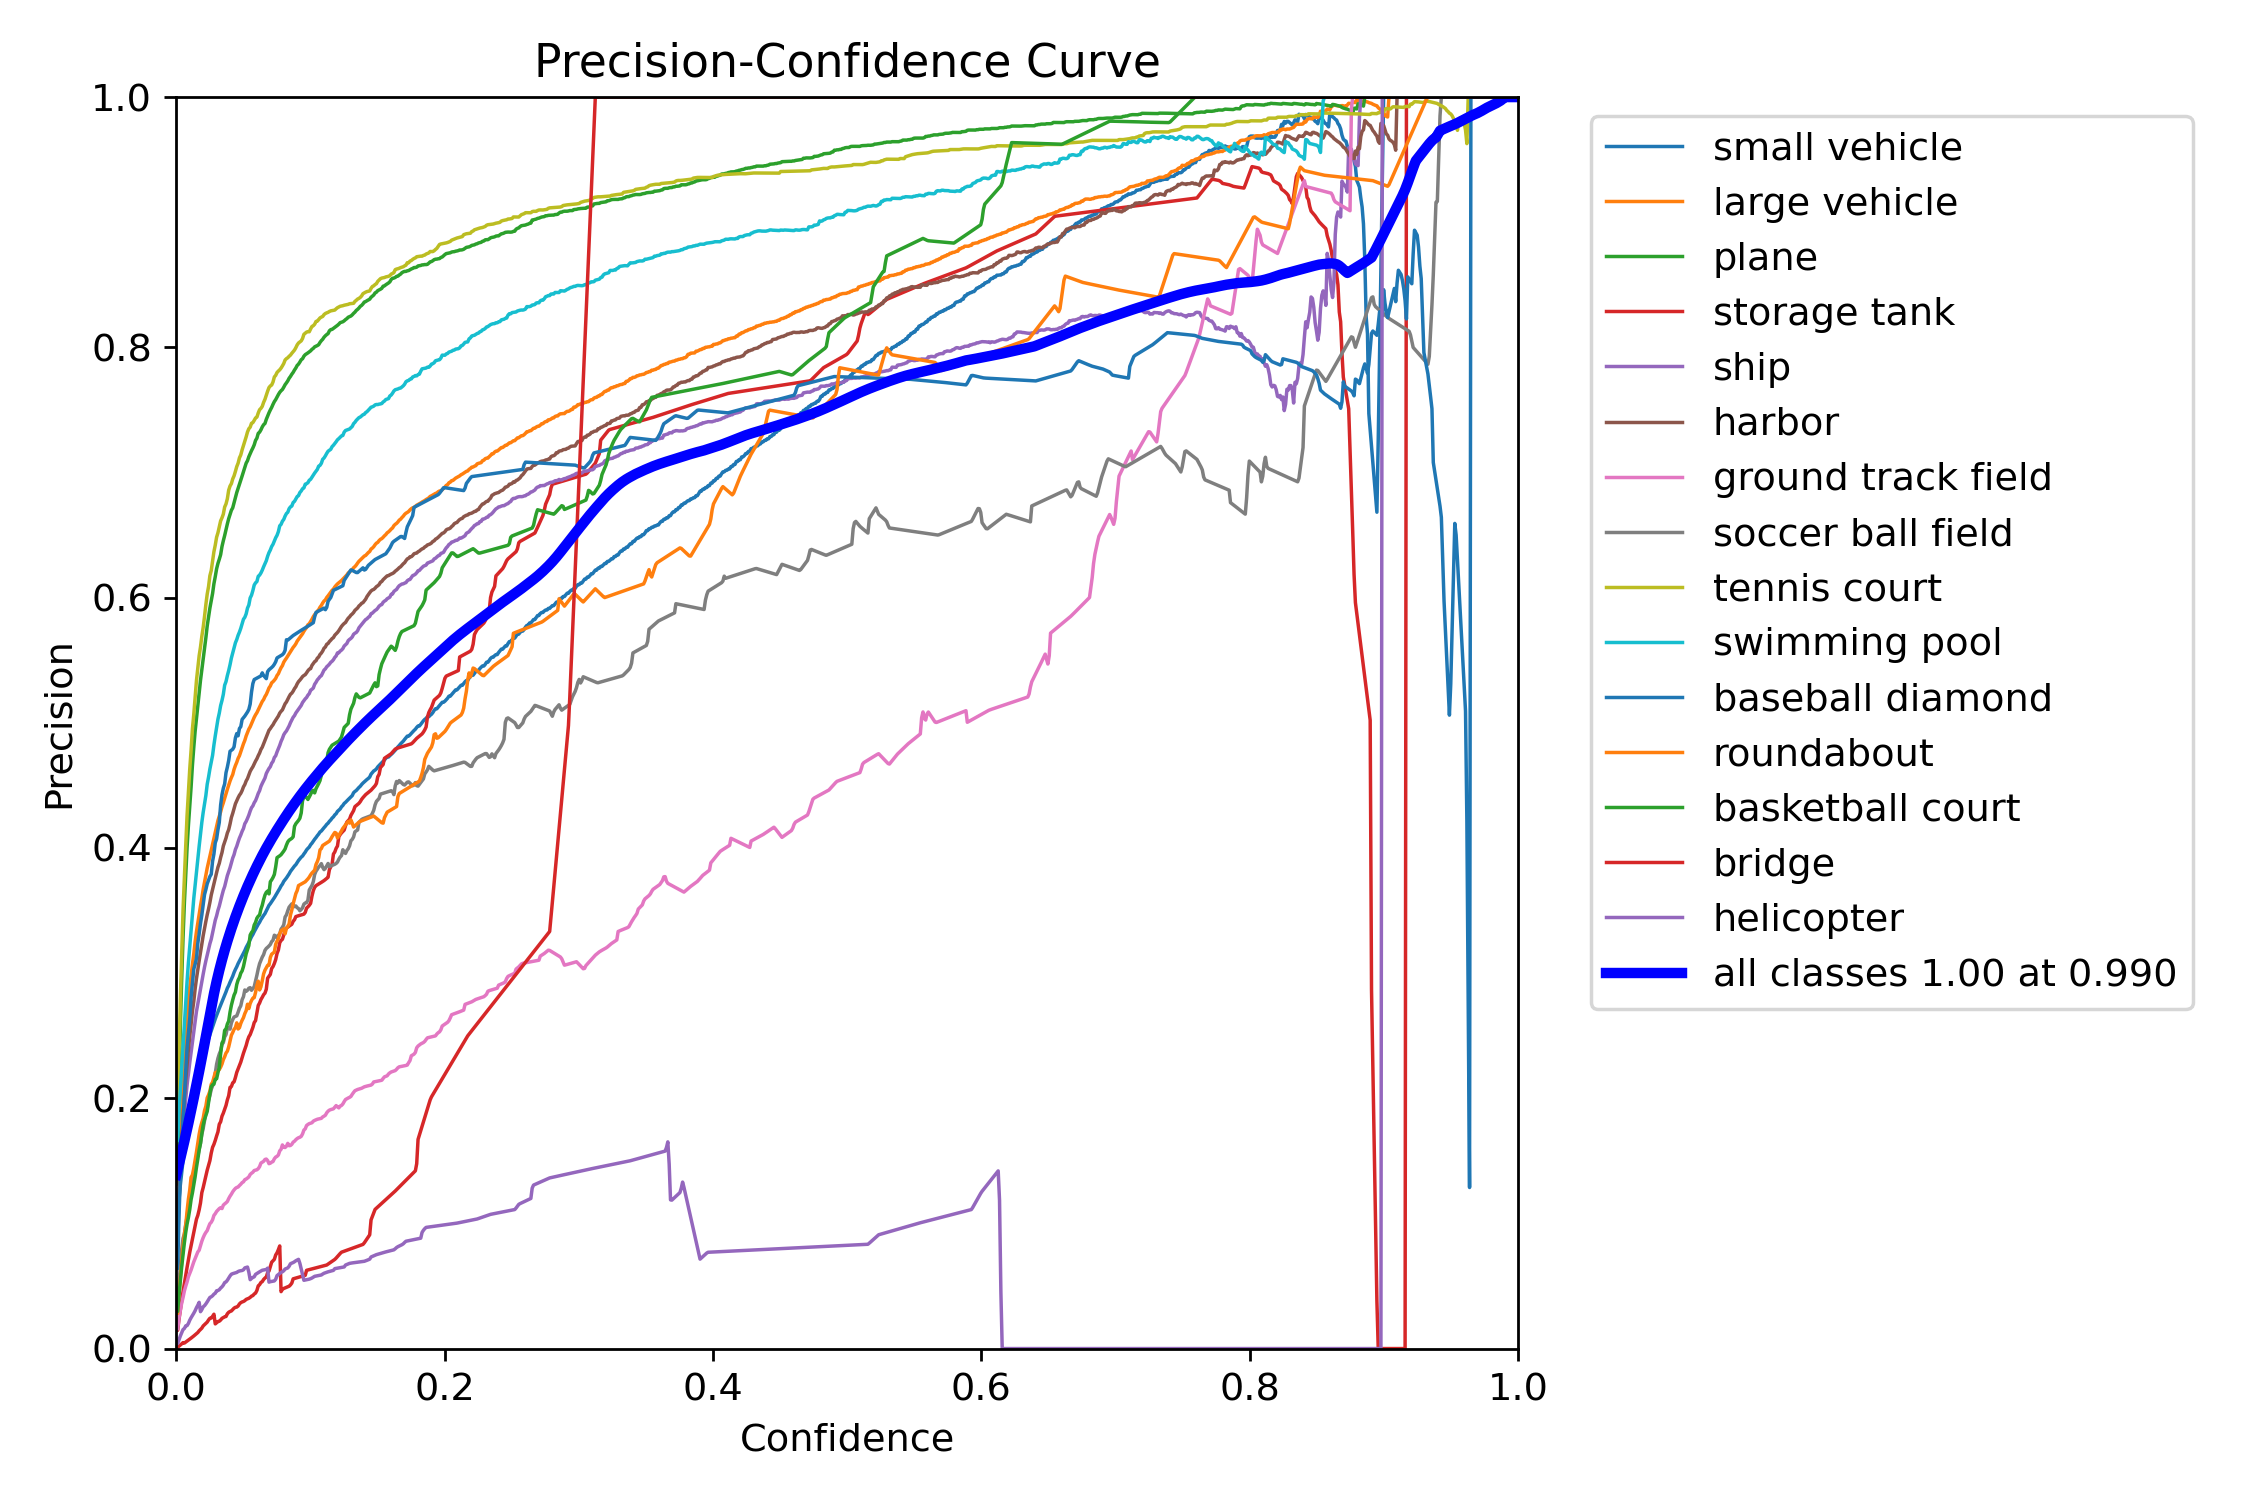 Precision-Confidence Curve
1.0
0.8
0.6
0.4
0.2
0.0
Precision
0.0 0.2 0.4 0.6 0.8 1.0
Confidence
small vehicle
large vehicle
plane
storage tank
ship
harbor
ground track field
soccer ball field
tennis court
swimming pool
baseball diamond
roundabout
basketball court
bridge
helicopter
all classes 1.00 at 0.990